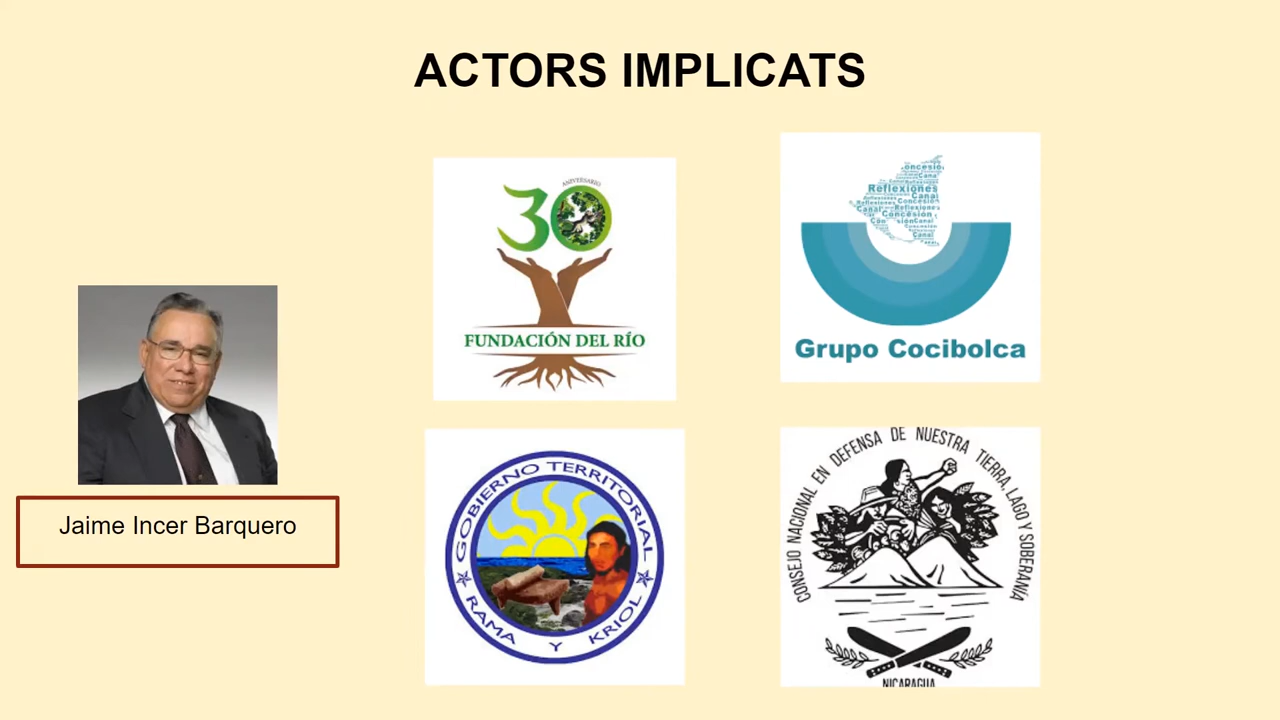 ACTORS IMPLICATS
30
ANIVERSARIO
FUNDACIÓN DEL RÍO
Reflexiones
Canal
Concesión
Grupo Cocibolca
Jaime Incer Barquero
GOBIERNO TERRITORIAL
RAMA Y KRIOL
CONSEJO NACIONAL EN DEFENSA DE NUESTRA TIERRA, LAGO Y SOBERANÍA
NICARAGUA